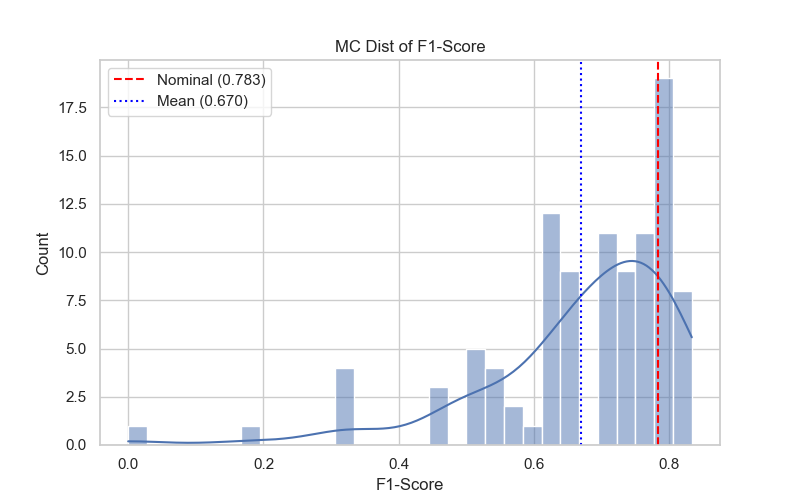 MC Dist of F1-Score
Nominal (0.783)
Mean (0.670)
17.5
15.0
12.5
10.0
7.5
5.0
2.5
0.0
Count
0.0 0.2 0.4 0.6 0.8
F1-Score